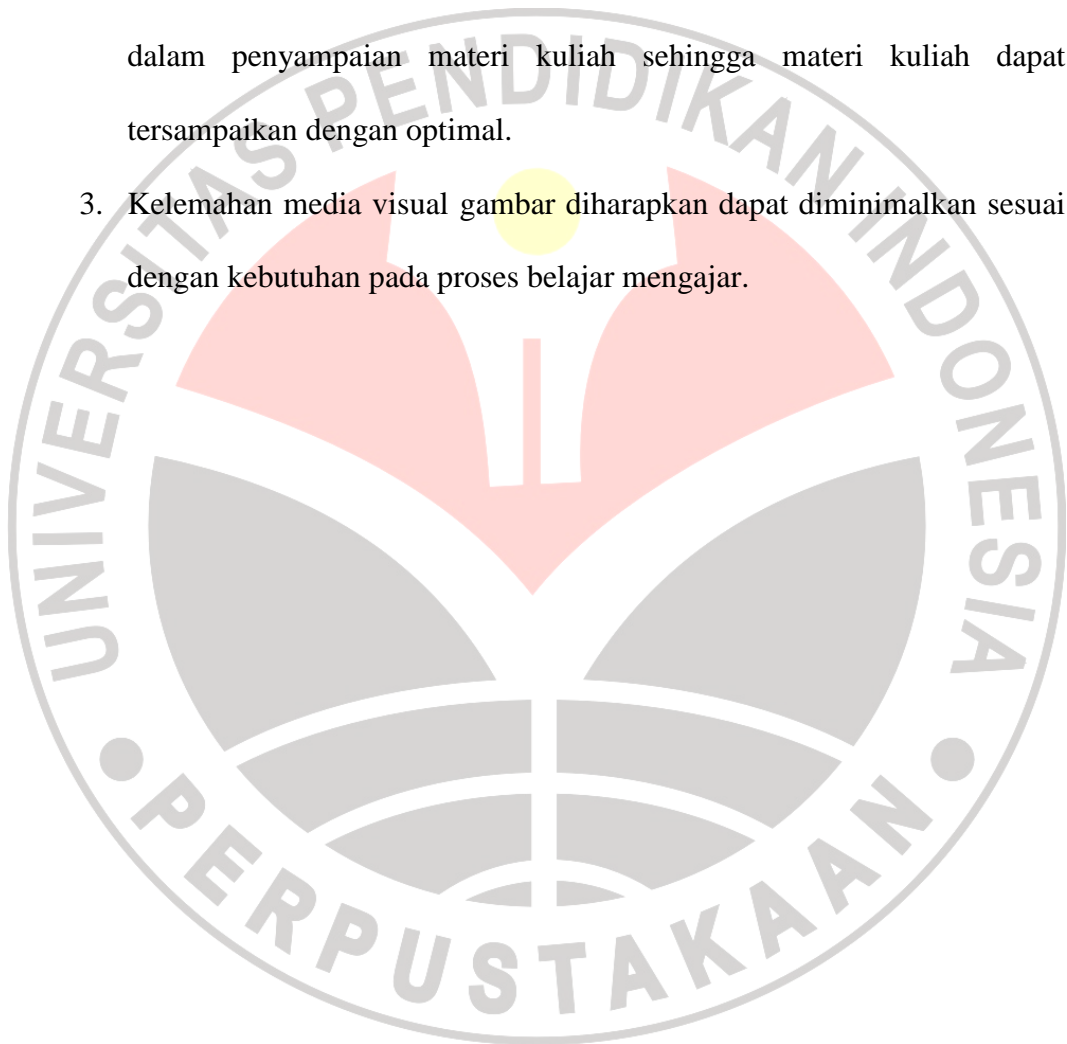 dalam penyampaian materi kuliah sehingga materi kuliah dapat
tersampaikan dengan optimal.
3. Kelemahan media visual gambar diharapkan dapat diminimalkan sesuai
dengan kebutuhan pada proses belajar mengajar.
UNIVERSITAS PENDIDIKAN INDONESIA
PERPUSTAKAAN